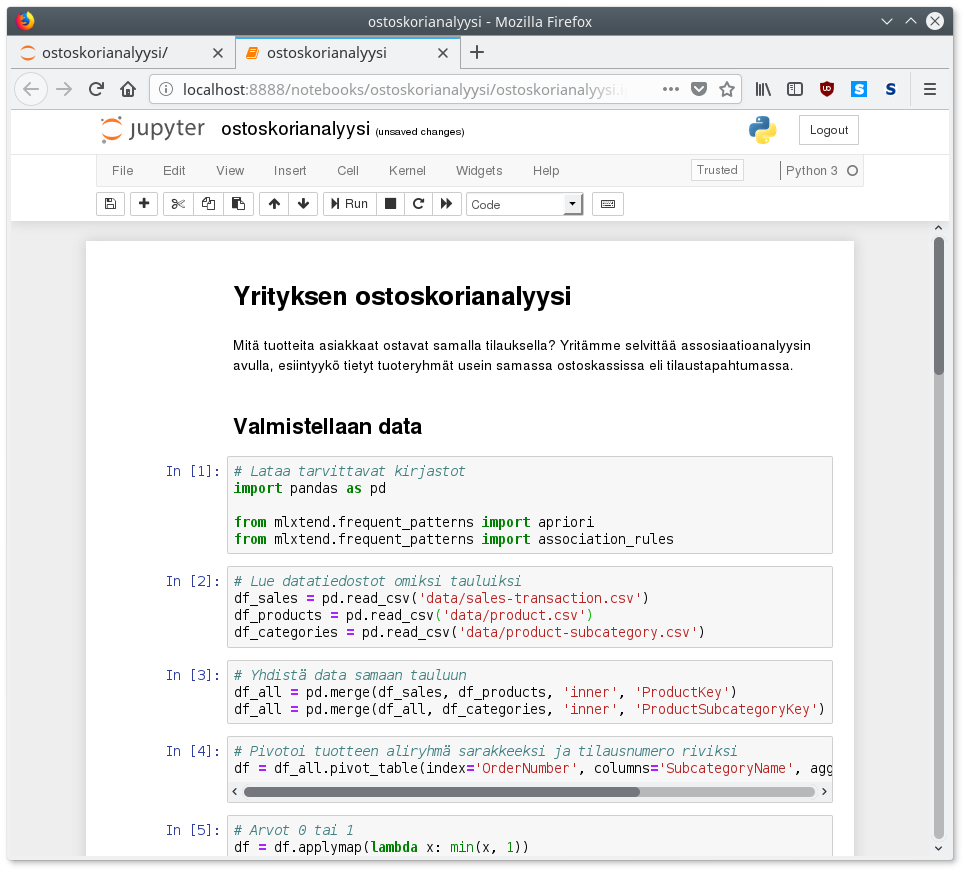 ostoskorianalyysi - Mozilla Firefox
ostoskorianalyysi/
ostoskorianalyysi
localhost:8888/notebooks/ostoskorianalyysi/ostoskorianalyysi.
jupyter ostoskorianalyysi (unsaved changes) Logout
File Edit View Insert Cell Kernel Widgets Help Trusted Python 3
Run Code
Yrityksen ostoskorianalyysi
Mitä tuotteita asiakkaat ostavat samalla tilauksella? Yritämme selvittää assosiaatioanalyysin
avulla, esiintyykö tietyt tuoteryhmät usein samassa ostoskassissa eli tilaustapahtumassa.
Valmistellaan data
In [1]: # Lataa tarvittavat kirjastot
import pandas as pd
from mlxtend.frequent_patterns import apriori
from mlxtend.frequent_patterns import association_rules
In [2]: # Lue datatiedostot omiksi tauluiksi
df_sales = pd.read_csv('data/sales-transaction.csv')
df_products = pd.read_csv('data/product.csv')
df_categories = pd.read_csv('data/product-subcategory.csv')
In [3]: # Yhdistä data samaan tauluun
df_all = pd.merge(df_sales, df_products, 'inner', 'ProductKey')
df_all = pd.merge(df_all, df_categories, 'inner', 'ProductSubcategoryKey')
In [4]: # Pivotoi tuotteen aliryhmä sarakkeeksi ja tilausnumero riviksi
df = df_all.pivot_table(index='OrderNumber', columns='SubcategoryName', agg
In [5]: # Arvot 0 tai 1
df = df.applymap(lambda x: min(x, 1))